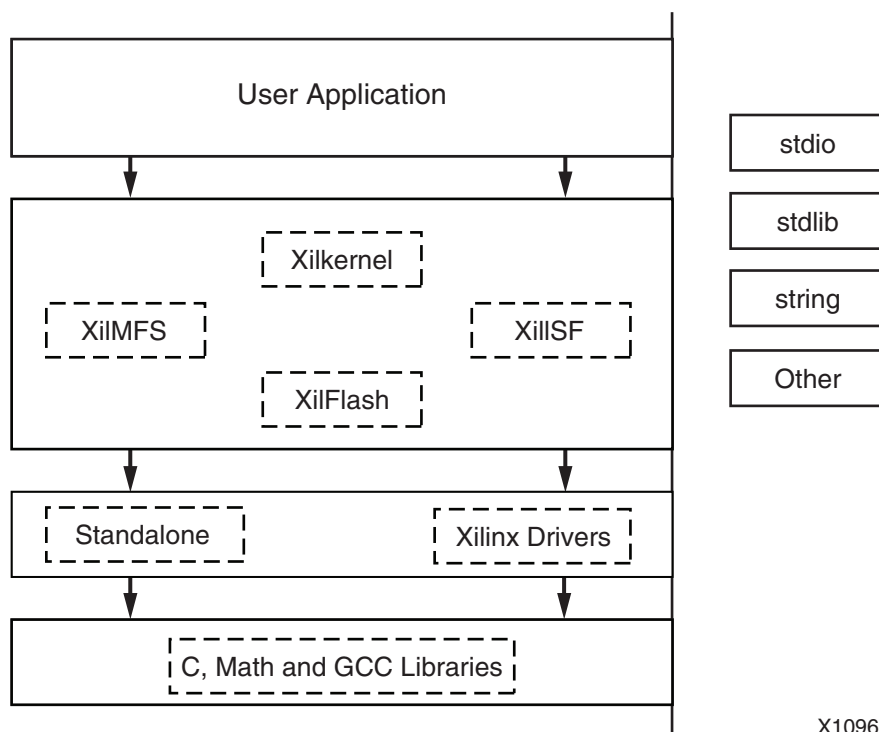 User Application
stdio
stdlib
string
Other
Xilkernel
XilMFS
XilISF
XilFlash
Standalone
Xilinx Drivers
C, Math and GCC Libraries
X1096